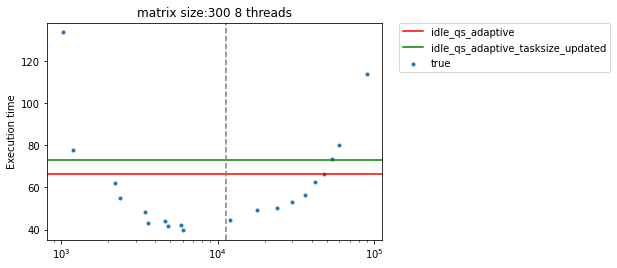 matrix size:300 8 threads
idle_qs_adaptive
idle_qs_adaptive_tasksize_updated
true
Execution time
120
100
80
60
40
10³
10⁴
10⁵